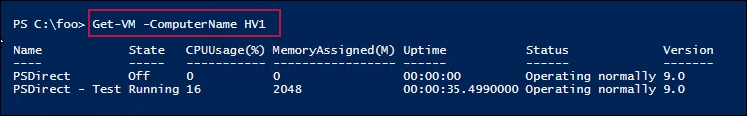 PS C:\foo> Get-VM -ComputerName HV1
Name State CPUUsage(%) MemoryAssigned(M) Uptime Status Version
---- ----- ----------- ----------------- ------ ------ -------
PSDirect Off 0 0 00:00:00 Operating normally 9.0
PSDirect - Test Running 16 2048 00:00:35.4990000 Operating normally 9.0